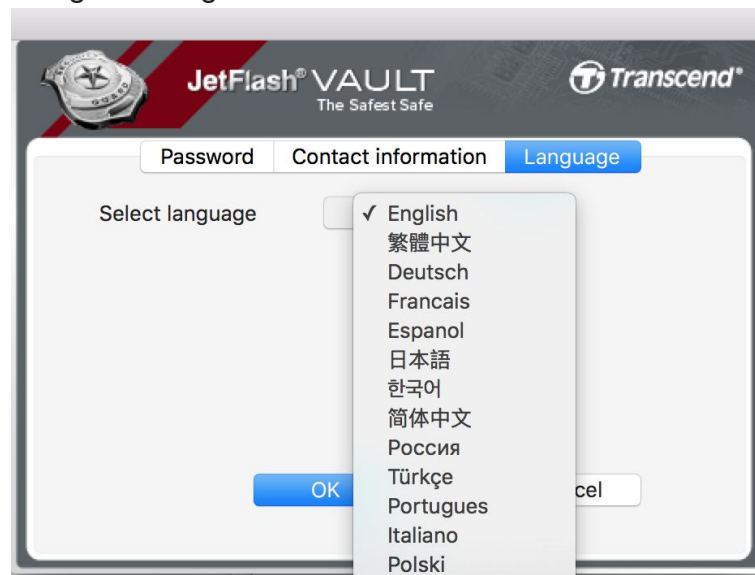 JetFlash® VAULT
The Safest Safe
Transcend®
GUARD
Password Contact information Language
Select language
✓ English
繁體中文
Deutsch
Francais
Espanol
日本語
한국어
简体中文
Россия
Türkçe
OK
cel
Portugues
Italiano
Polski